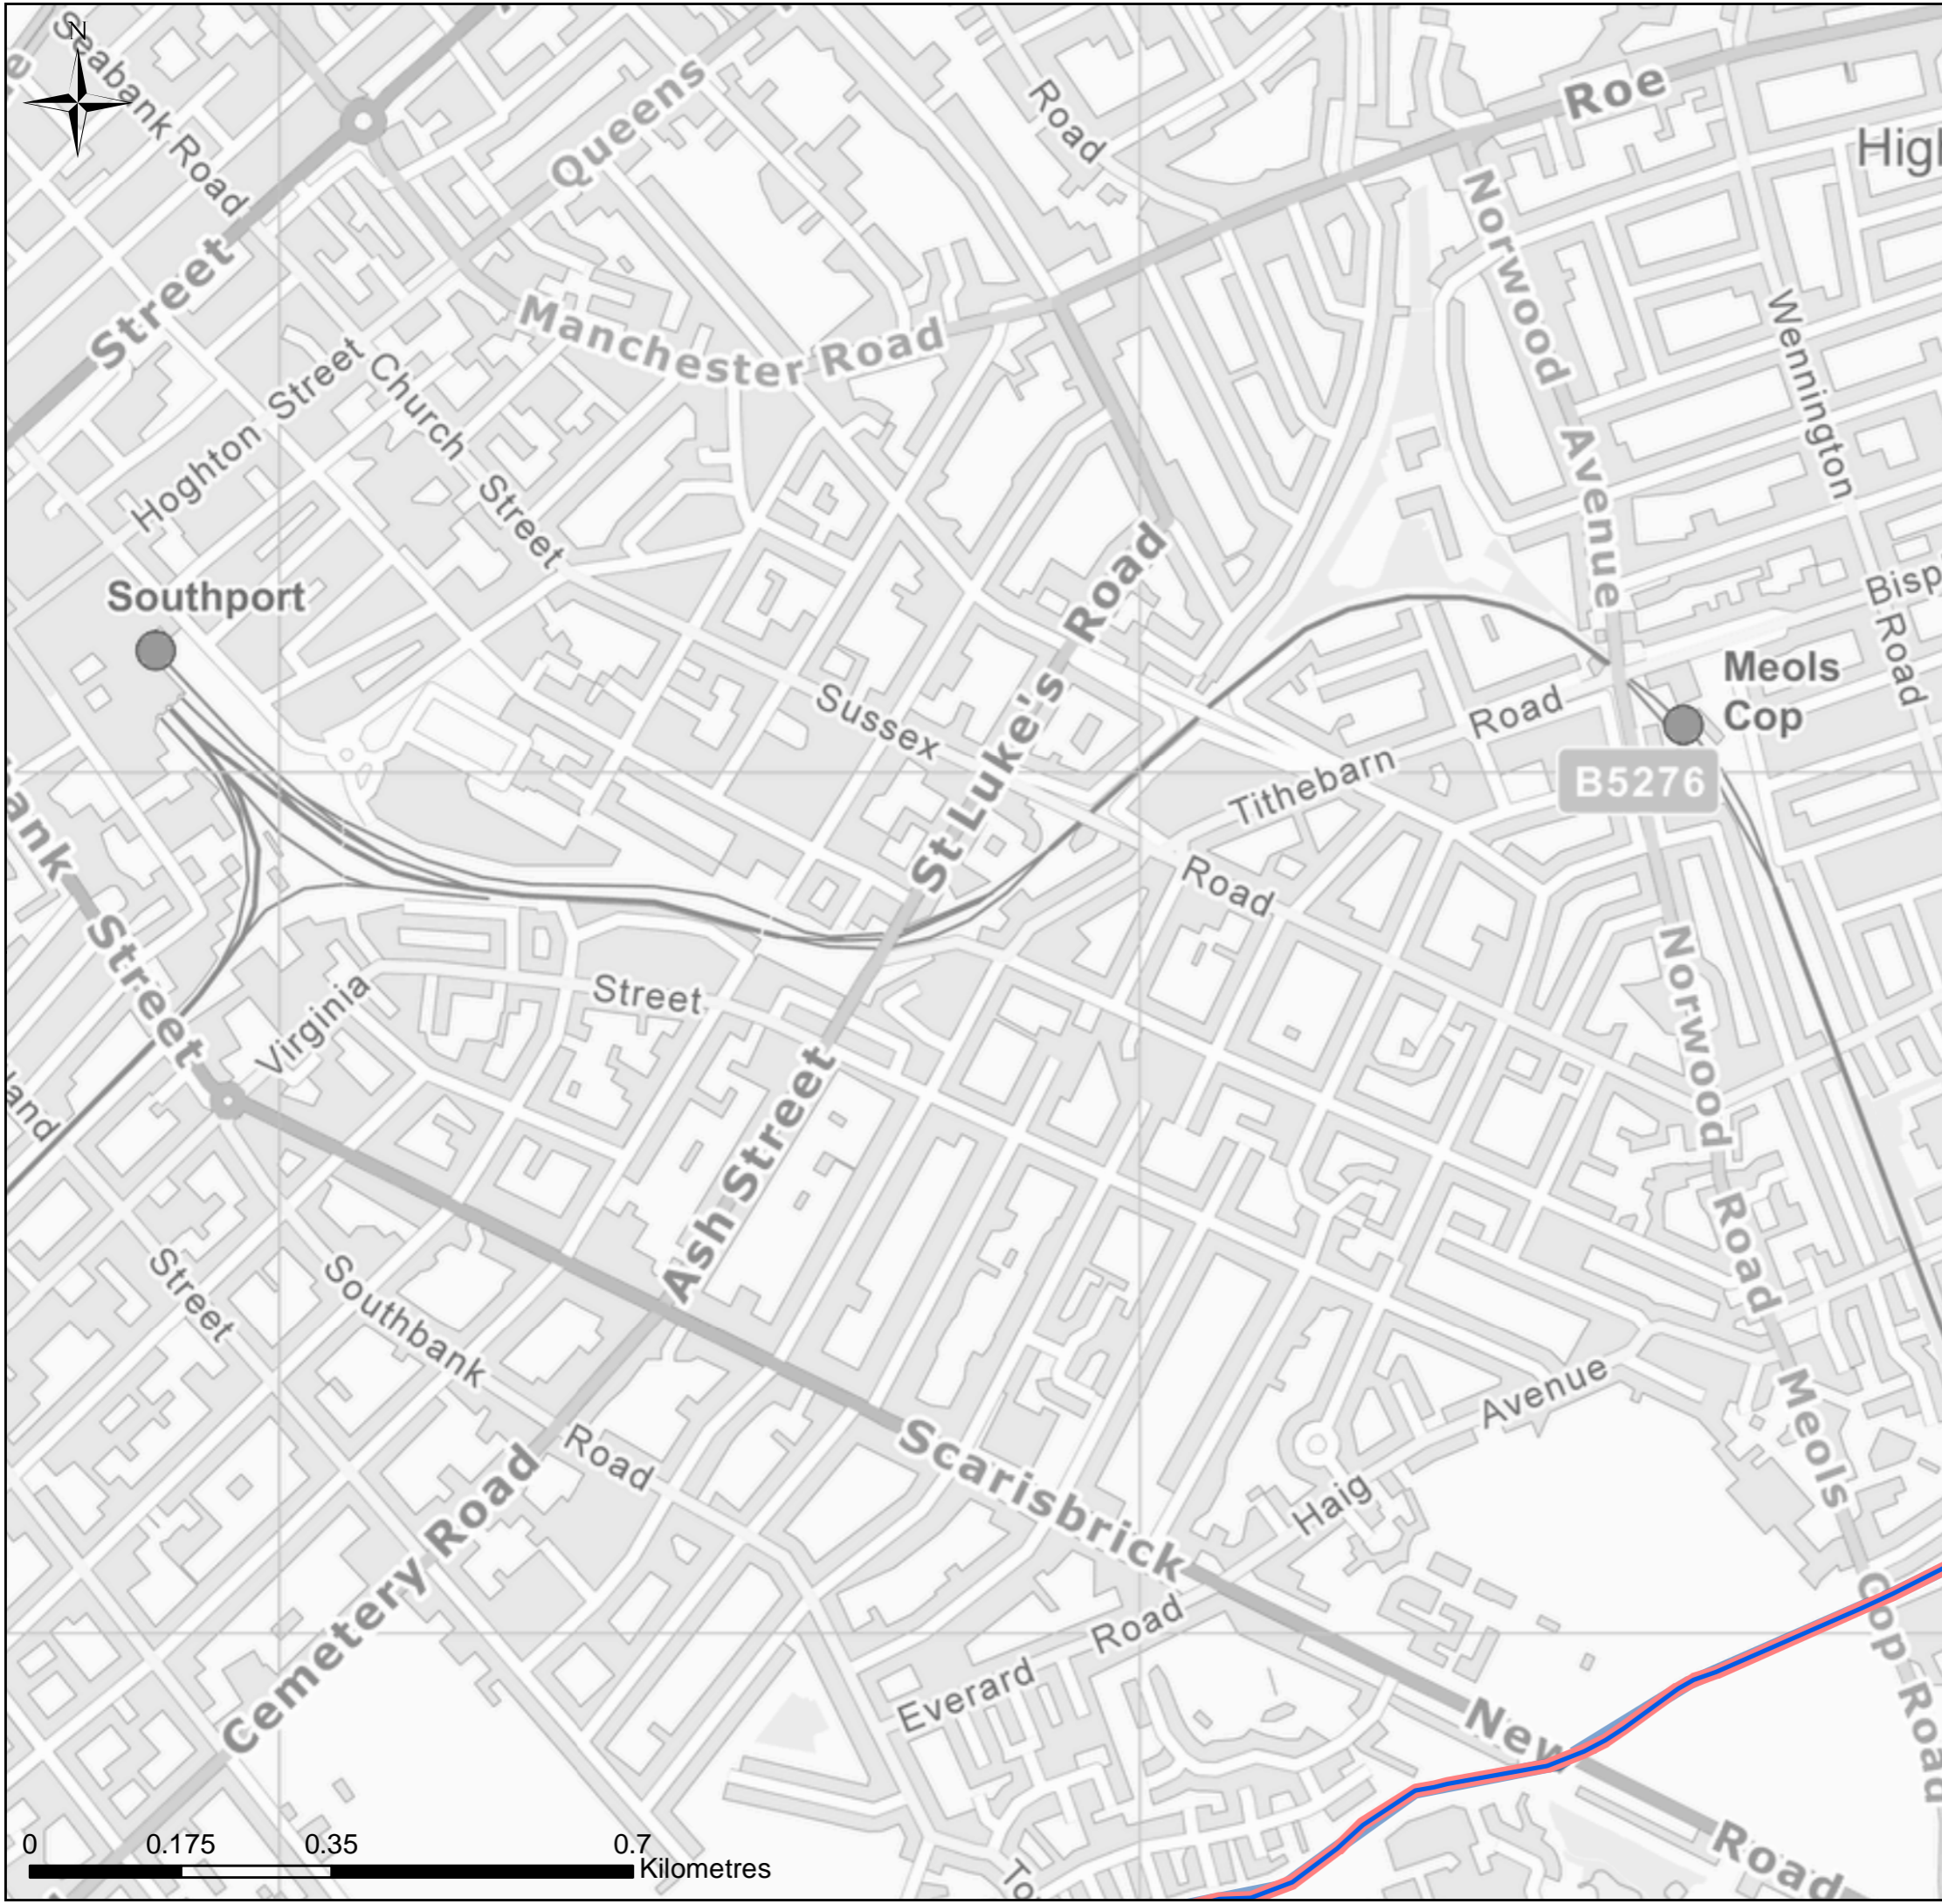 N
Seabank Road
Queens
Road
Roe
Street
Manchester Road
Norwood
Avenue
Wennington
Road
Hoghton Street
Church
Street
Southport
St Luke's Road
Sussex
Road
Tithebarn
Road
Meols
Cop
B5276
Street
Virginia
Street
Ash Street
Norwood
Road
Street
Southbank
Road
Scarisbrick
New
Road
Haig
Avenue
Meols
Cop Road
Cemetery Road
Everard
Road
0 0.175 0.35 0.7
Kilometres